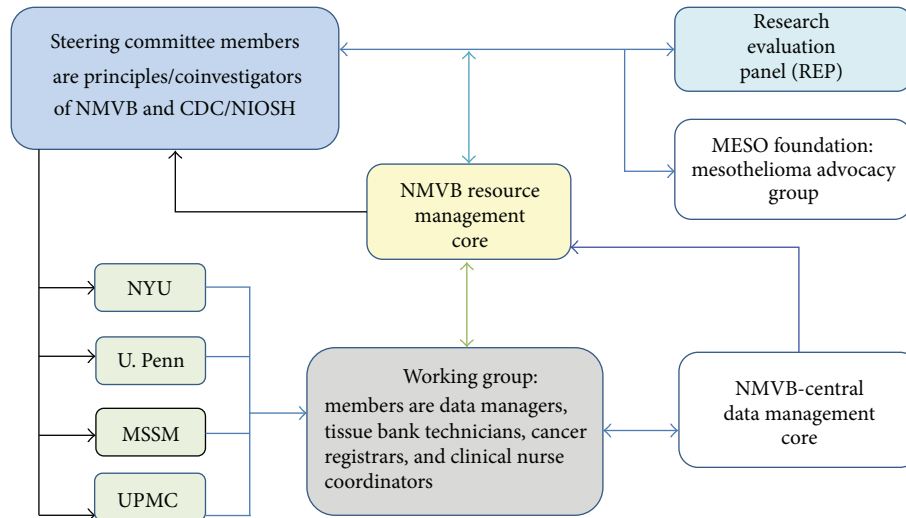 Steering committee members
are principles/coinvestigators
of NMVB and CDC/NIOSH
Research
evaluation
panel (REP)
MESO foundation:
mesothelioma advocacy
group
NMVB resource
management
core
NYU
U. Penn
MSSM
UPMC
Working group:
members are data managers,
tissue bank technicians, cancer
registrars, and clinical nurse
coordinators
NMVB-central
data management
core